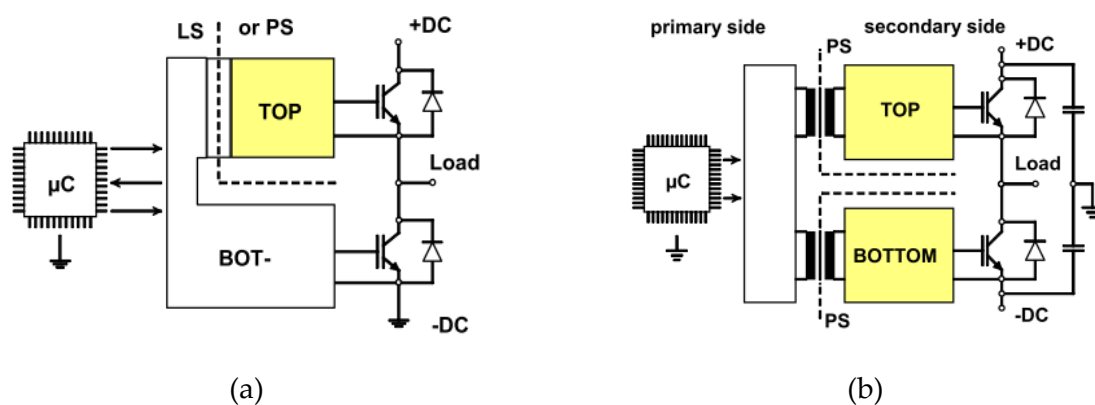 LS or PS
+DC
TOP
µC
Load
BOT-
-DC
(a)
primary side secondary side
PS
+DC
TOP
µC
Load
BOTTOM
PS
-DC
(b)